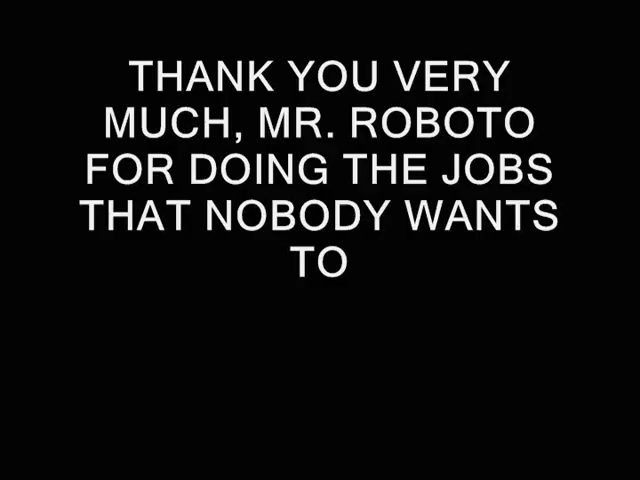 THANK YOU VERY
MUCH, MR. ROBOTO
FOR DOING THE JOBS
THAT NOBODY WANTS
TO